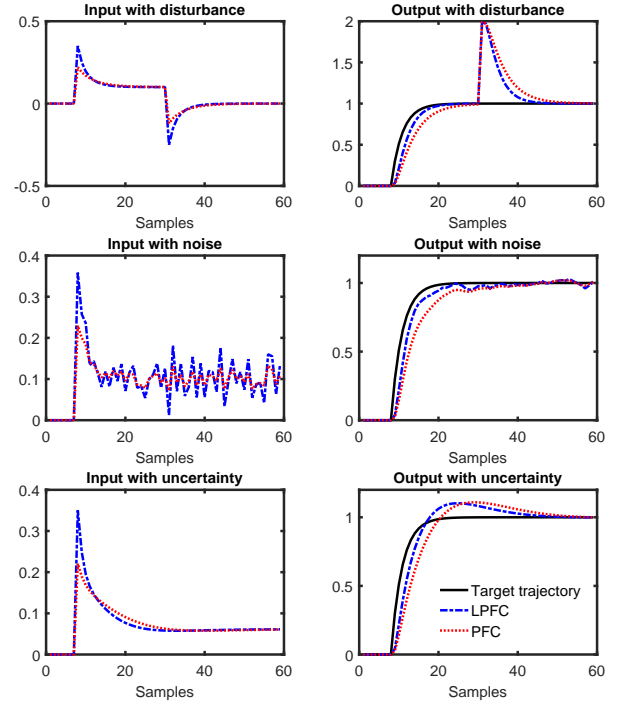 Input with disturbance
0.5
0
-0.5
0 20 40 60
Samples
Output with disturbance
2
1.5
1
0.5
0
0 20 40 60
Samples
Input with noise
0.4
0.3
0.2
0.1
0
0 20 40 60
Samples
Output with noise
1
0.5
0 20 40 60
Samples
Input with uncertainty
0.4
0.3
0.2
0.1
0
0 20 40 60
Samples
Output with uncertainty
1
0.5
0 20 40 60
Target trajectory
LPFC
PFC
Samples